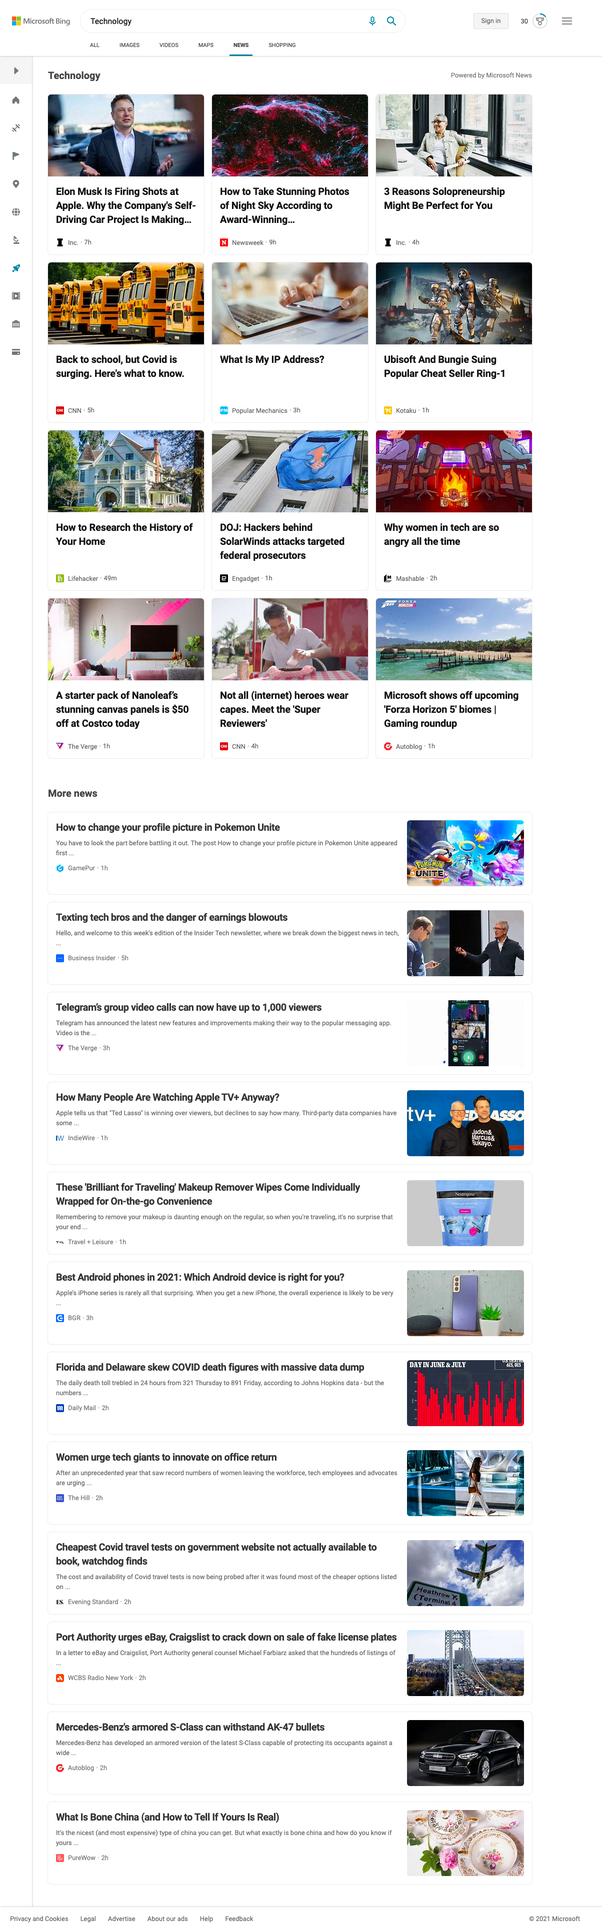 Microsoft Bing
Technology
Sign in
30
ALL IMAGES VIDEOS MAPS NEWS SHOPPING
Technology
Powered by Microsoft News
Elon Musk Is Firing Shots at
Apple. Why the Company's Self-
Driving Car Project Is Making...
Inc. · 7h
How to Take Stunning Photos
of Night Sky According to
Award-Winning...
Newsweek · 9h
3 Reasons Solopreneurship
Might Be Perfect for You
Inc. · 4h
Back to school, but Covid is
surging. Here's what to know.
CNN · 5h
What Is My IP Address?
Popular Mechanics · 3h
Ubisoft And Bungie Suing
Popular Cheat Seller Ring-1
Kotaku · 1h
How to Research the History of
Your Home
Lifehacker · 49m
DOJ: Hackers behind
SolarWinds attacks targeted
federal prosecutors
Engadget · 1h
Why women in tech are so
angry all the time
Mashable · 2h
FORZA
HORIZON 5
A starter pack of Nanoleaf's
stunning canvas panels is $50
off at Costco today
The Verge · 1h
Not all (internet) heroes wear
capes. Meet the 'Super
Reviewers'
CNN · 4h
Microsoft shows off upcoming
'Forza Horizon 5' biomes |
Gaming roundup
Autoblog · 1h
More news
How to change your profile picture in Pokemon Unite
You have to look the part before battling it out. The post How to change your profile picture in Pokemon Unite appeared
first ...
GamePur · 1h
POKÉMON
UNITE
Texting tech bros and the danger of earnings blowouts
Hello, and welcome to this week's edition of the Insider Tech newsletter, where we break down the biggest news in tech,
...
Business Insider · 5h
Telegram's group video calls can now have up to 1,000 viewers
Telegram has announced the latest new features and improvements making their way to the popular messaging app.
Video is the ...
The Verge · 3h
How Many People Are Watching Apple TV+ Anyway?
Apple tells us that "Ted Lasso" is winning over viewers, but declines to say how many. Third-party data companies have
some ...
IndieWire · 1h
tv+
ED LASSO
Jadon&
Marcus&
Bukayo.
These 'Brilliant for Traveling' Makeup Remover Wipes Come Individually
Wrapped for On-the-go Convenience
Remembering to remove your makeup is daunting enough on the regular, so when you're traveling, it's no surprise that
your end ...
Travel + Leisure · 1h
Neutrogena
Best Android phones in 2021: Which Android device is right for you?
Apple's iPhone series is rarely all that surprising. When you get a new iPhone, the overall experience is likely to be very
...
BGR · 3h
Florida and Delaware skew COVID death figures with massive data dump
The daily death toll trebled in 24 hours from 321 Thursday to 891 Friday, according to Johns Hopkins data - but the
numbers ...
Daily Mail · 2h
DAY IN JUNE & JULY
613, 013
Women urge tech giants to innovate on office return
After an unprecedented year that saw record numbers of women leaving the workforce, tech employees and advocates
are urging ...
The Hill · 2h
Cheapest Covid travel tests on government website not actually available to
book, watchdog finds
The cost and availability of Covid travel tests is now being probed after it was found most of the cheaper options listed
on ...
Evening Standard · 2h
Heathrow
(Terminal
Port Authority urges eBay, Craigslist to crack down on sale of fake license plates
In a letter to eBay and Craigslist, Port Authority general counsel Michael Farbiarz asked that the hundreds of listings of
...
WCBS Radio New York · 2h
Mercedes-Benz's armored S-Class can withstand AK-47 bullets
Mercedes-Benz has developed an armored version of the latest S-Class capable of protecting its occupants against a
wide ...
Autoblog · 2h
What Is Bone China (and How to Tell If Yours Is Real)
It's the nicest (and most expensive) type of china you can get. But what exactly is bone china and how do you know if
yours ...
PureWow · 2h
Privacy and Cookies Legal Advertise About our ads Help Feedback
© 2021 Microsoft